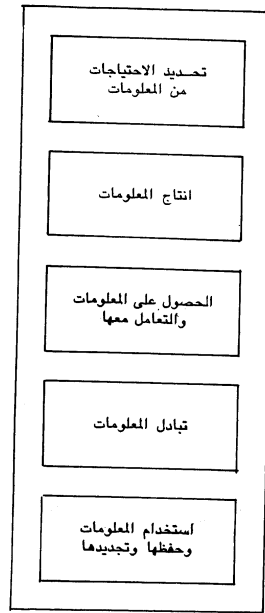 تحديد الاحتياجات
من المعلومات
انتاج المعلومات
الحصول على المعلومات
والتعامل معها
تبادل المعلومات
استخدام المعلومات
وحفظها وتجديدها